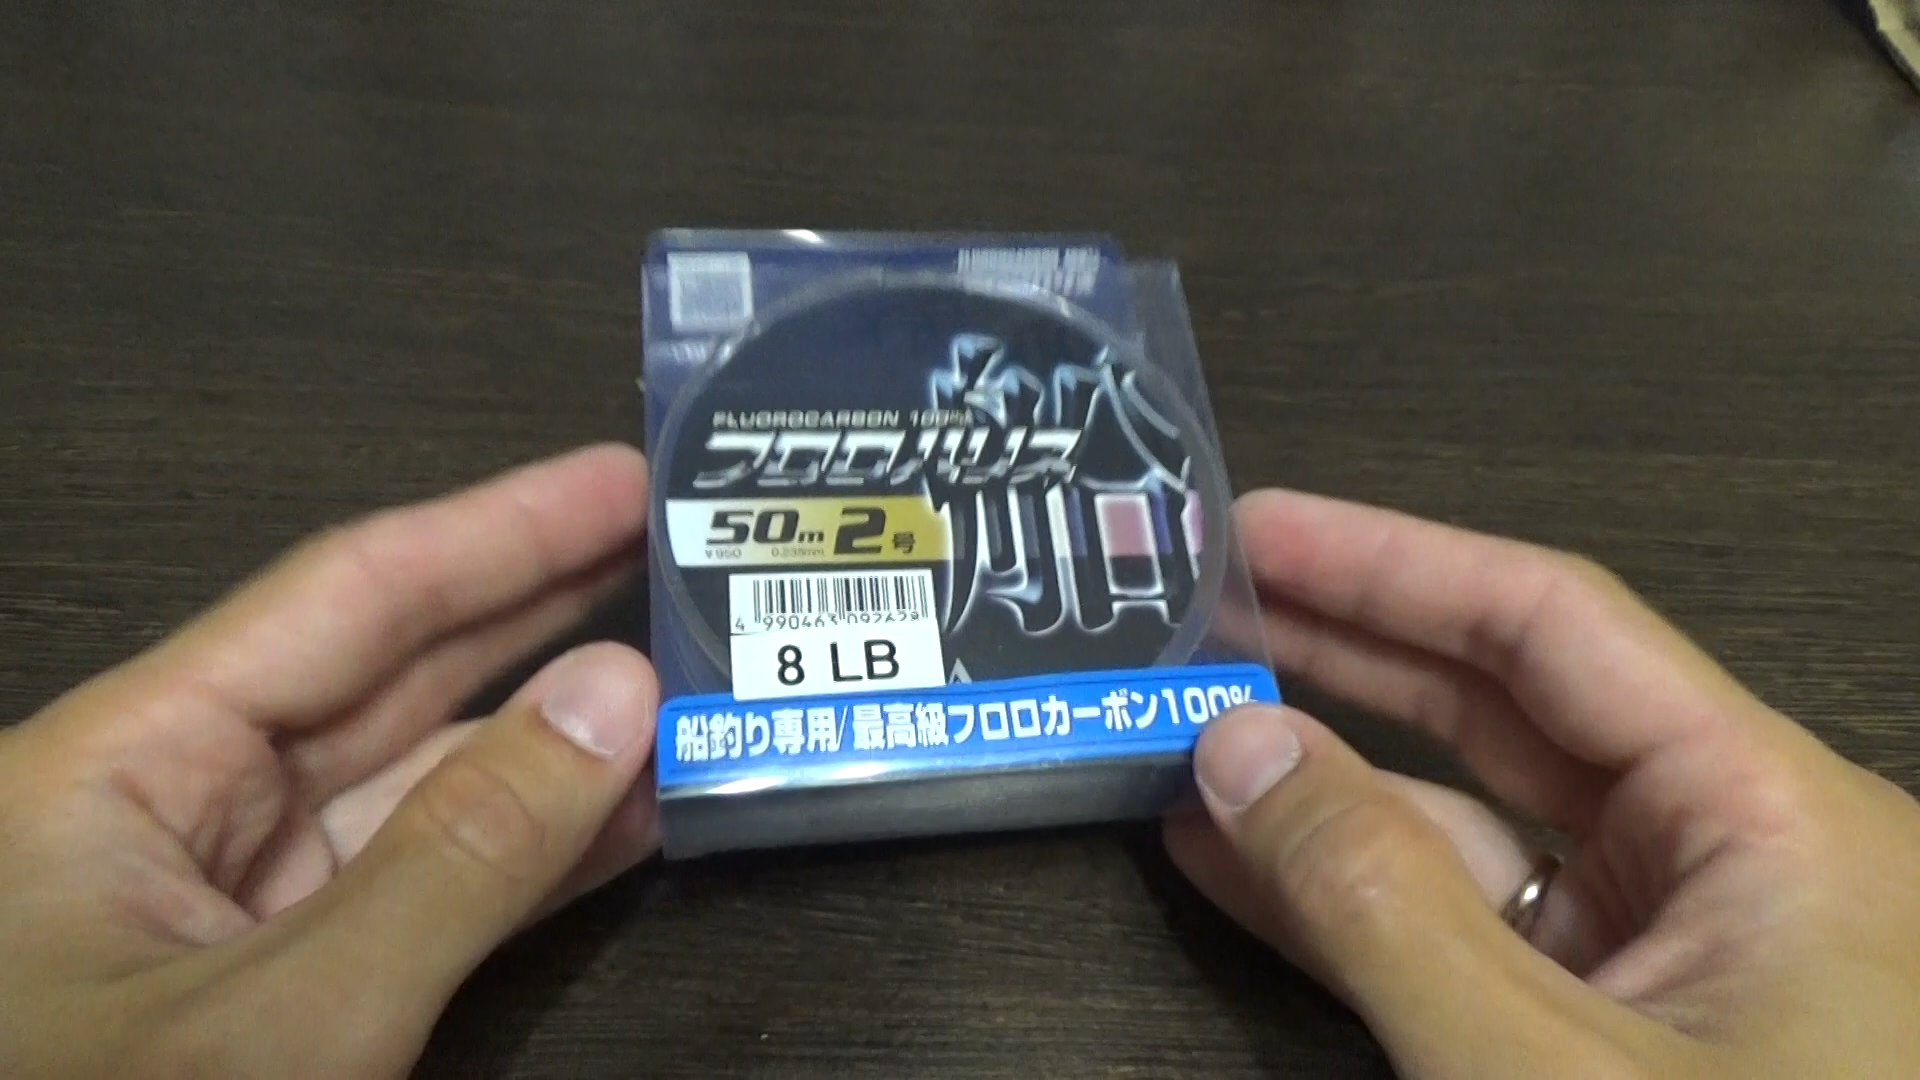 FLUOROCARBON 100%
フロロハリス
船
50m 2号
¥950 0.235mm
4 990463
8 LB
船釣り専用/最高級フロロカーボン100%